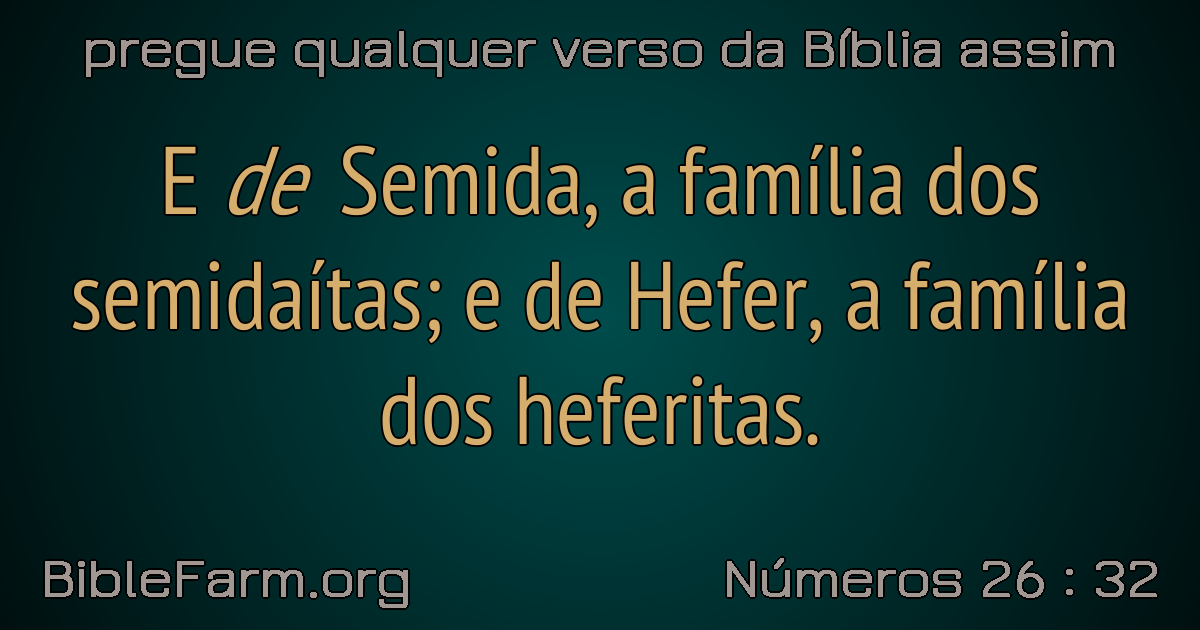 pregue qualquer verso da Bíblia assim
E de Semida, a família dos
semidaítas; e de Hefer, a família
dos heferitas.
BibleFarm.org
Números 26 : 32